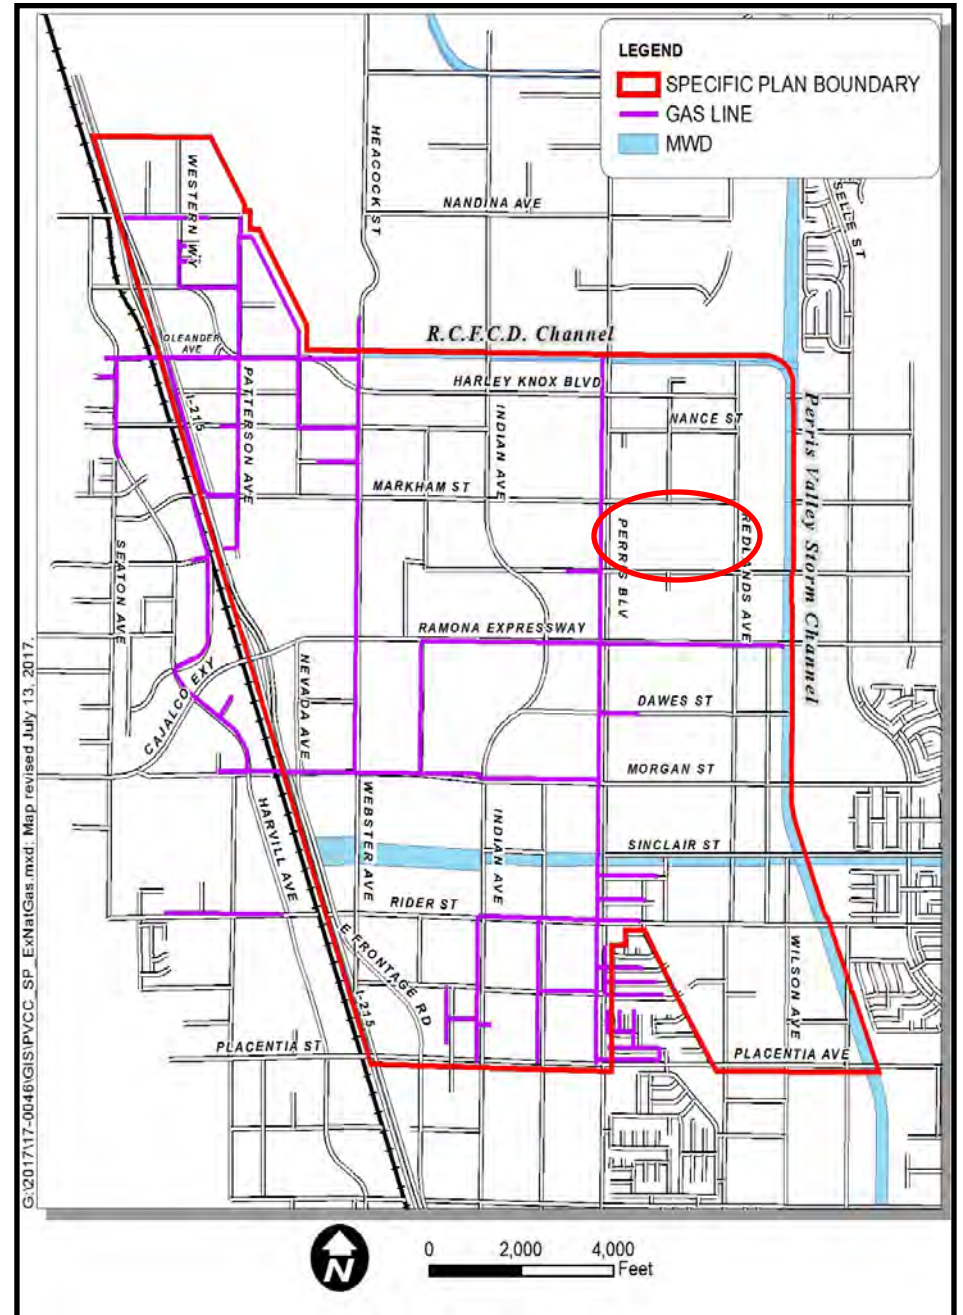 LEGEND
SPECIFIC PLAN BOUNDARY
GAS LINE
MWD
HEACOCK ST
WESTERN WY
NANDINA AVE
SELLE ST
R.C.F.C.D. Channel
OLEANDER
AVE
HARLEY KNOX BLVD
PATTERSON AVE
I-215
INDIAN AVE
NANCE ST
Perris Valley Storm Channel
MARKHAM ST
SEATON AVE
PERRIS BLV
REDLANDS AVE
RAMONA EXPRESSWAY
CAJALCO EXY
NEVADA AVE
DAWES ST
MORGAN ST
HARVILL AVE
WEBSTER AVE
INDIAN AVE
SINCLAIR ST
RIDER ST
E FRONTAGE RD
I-215
WILSON AVE
PLACENTIA ST
PLACENTIA AVE
G:\2017\17-0046\GIS\PVCC_SP_ExNatGas.mxd; Map revised July 13, 2017.
N
0 2,000 4,000
Feet